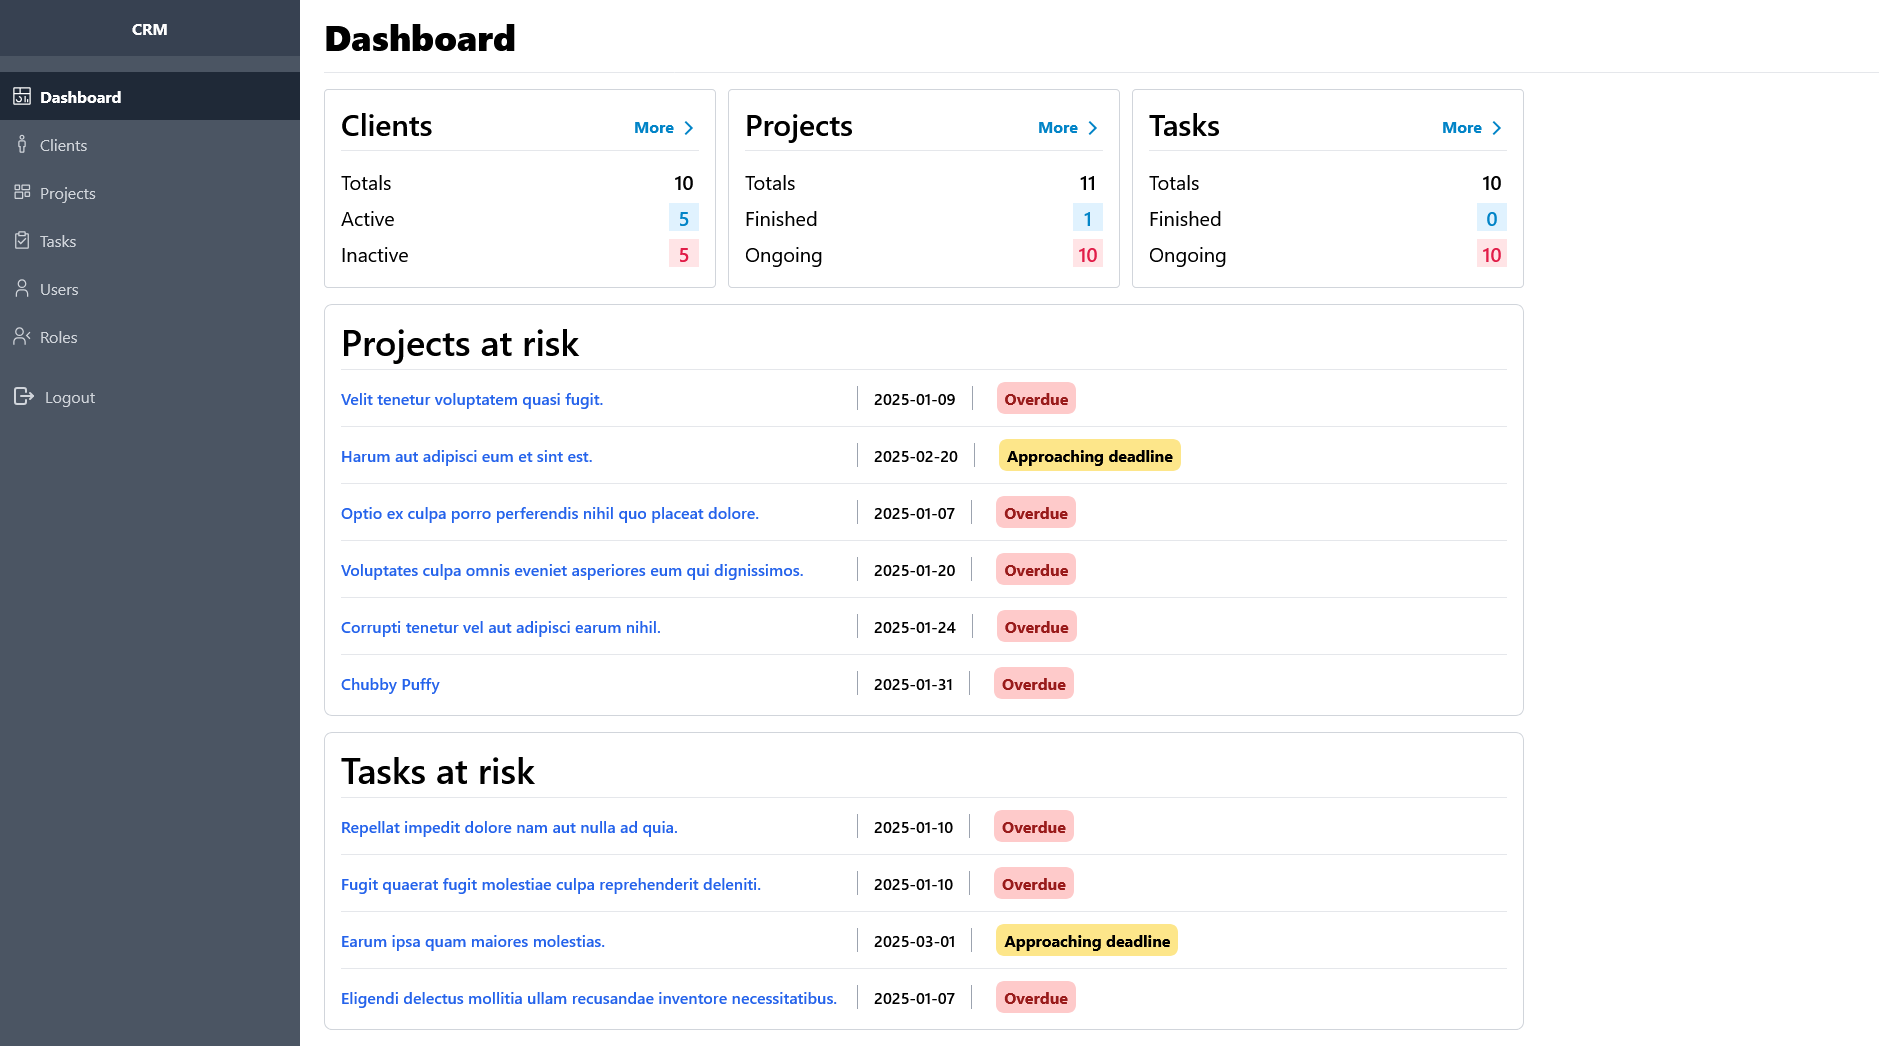 CRM
Dashboard
Clients
Projects
Tasks
Users
Roles
Logout
Dashboard
Clients More
Totals 10
Active 5
Inactive 5
Projects More
Totals 11
Finished 1
Ongoing 10
Tasks More
Totals 10
Finished 0
Ongoing 10
Projects at risk
Velit tenetur voluptatem quasi fugit. 2025-01-09 Overdue
Harum aut adipisci eum et sint est. 2025-02-20 Approaching deadline
Optio ex culpa porro perferendis nihil quo placeat dolore. 2025-01-07 Overdue
Voluptates culpa omnis eveniet asperiores eum qui dignissimos. 2025-01-20 Overdue
Corrupti tenetur vel aut adipisci earum nihil. 2025-01-24 Overdue
Chubby Puffy 2025-01-31 Overdue
Tasks at risk
Repellat impedit dolore nam aut nulla ad quia. 2025-01-10 Overdue
Fugit quaerat fugit molestiae culpa reprehenderit deleniti. 2025-01-10 Overdue
Earum ipsa quam maiores molestias. 2025-03-01 Approaching deadline
Eligendi delectus mollitia ullam recusandae inventore necessitatibus. 2025-01-07 Overdue